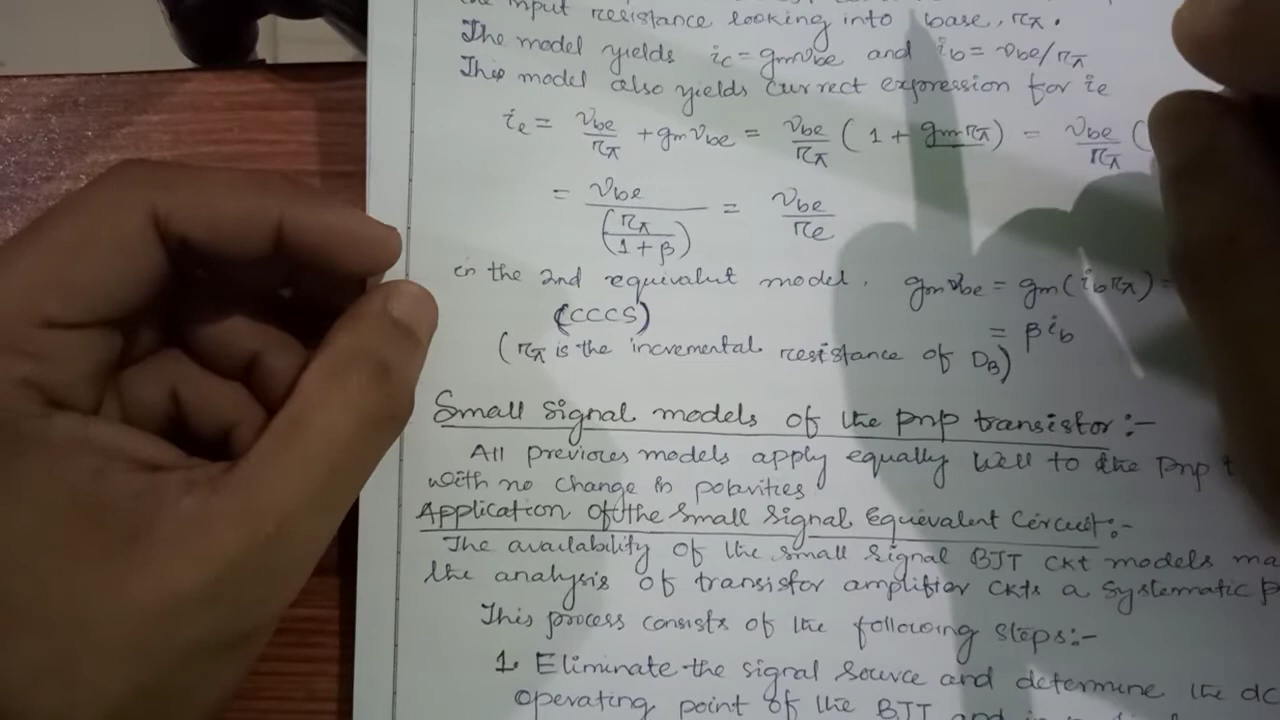 the input resistance looking into base, rπ.
The model yields ic = gmvbe and ib = vbe/rπ
This model also yields currect expression for ie
ie = vbe/rπ + gmvbe = vbe/rπ (1 + gmrπ) = vbe/rπ (
= vbe/(rπ/(1+β)) = vbe/re
in the 2nd equivalut model. gmvbe = gm(ibrπ) =
(CCCS)
= βib
(rπ is the incremental resistance of DB)
Small signal models of the pnp transistor:-
All previous models apply equally well to the pnp t
with no change in polarities
Application of the Small Signal Equivalent Circuit:-
The availability of the small signal BJT ckt models ma
the analysis of transistor amplifier ckts a systematic p
This process consists of the following steps:-
1. Eliminate the signal source and determine the dc
operating point of the BJT and in